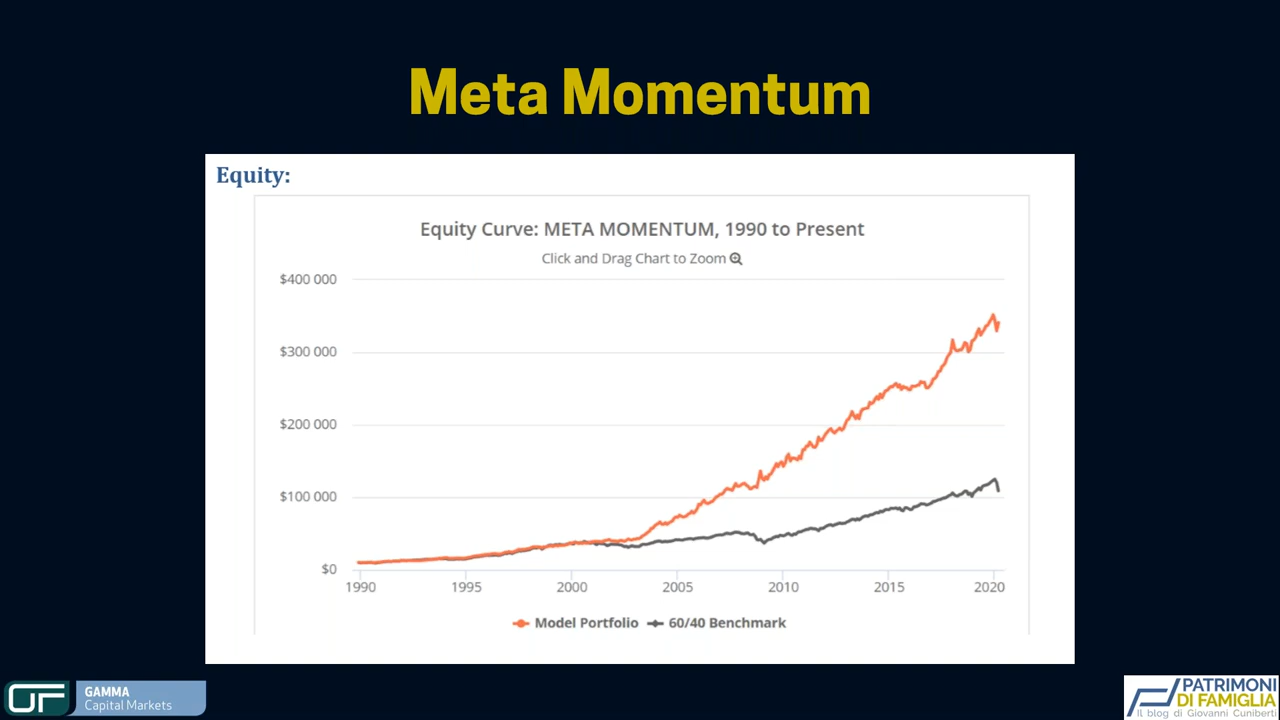 Meta Momentum
Equity:
Equity Curve: META MOMENTUM, 1990 to Present
Click and Drag Chart to Zoom
$400 000
$300 000
$200 000
$100 000
$0
1990 1995 2000 2005 2010 2015 2020
Model Portfolio 60/40 Benchmark
GAMMA
Capital Markets
PATRIMONI
DI FAMIGLIA
Il blog di Giovanni Cuniberti